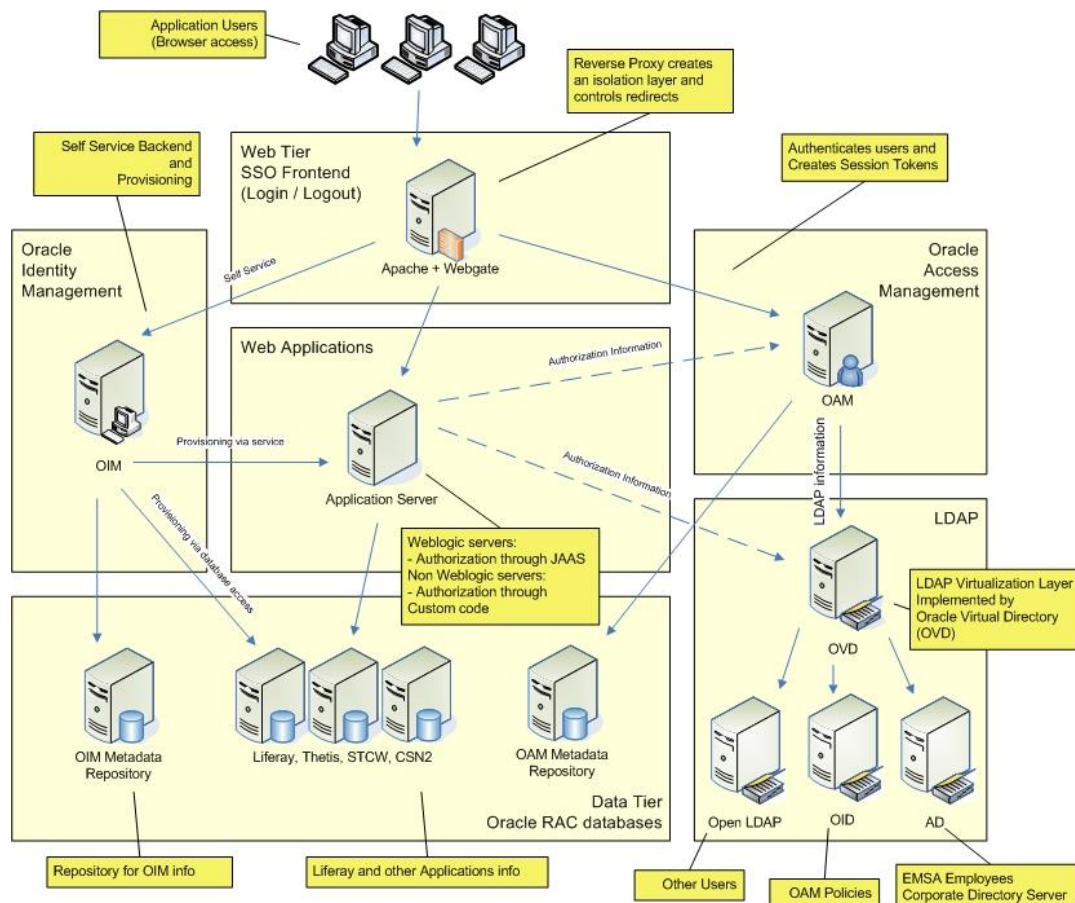 Application Users
(Browser access)
Reverse Proxy creates
an isolation layer and
controls redirects
Self Service Backend
and
Provisioning
Web Tier
SSO Frontend
(Login / Logout)
Authenticates users and
Creates Session Tokens
Apache + Webgate
Oracle
Identity
Management
Self Service
Oracle
Access
Management
Web Applications
Authorization Information
OAM
OIM
Provisioning via service
Application Server
Authorization Information
LDAP information
Provisioning via database access
Weblogic servers:
- Authorization through JAAS
Non Weblogic servers:
- Authorization through
Custom code
LDAP
OVD
LDAP Virtualization Layer
Implemented by
Oracle Virtual Directory
(OVD)
OIM Metadata
Repository
Liferay, Thetis, STCW, CSN2
OAM Metadata
Repository
Data Tier
Oracle RAC databases
Open LDAP
OID
AD
Repository for OIM info
Liferay and other Applications info
Other Users
OAM Policies
EMSA Employees
Corporate Directory Server